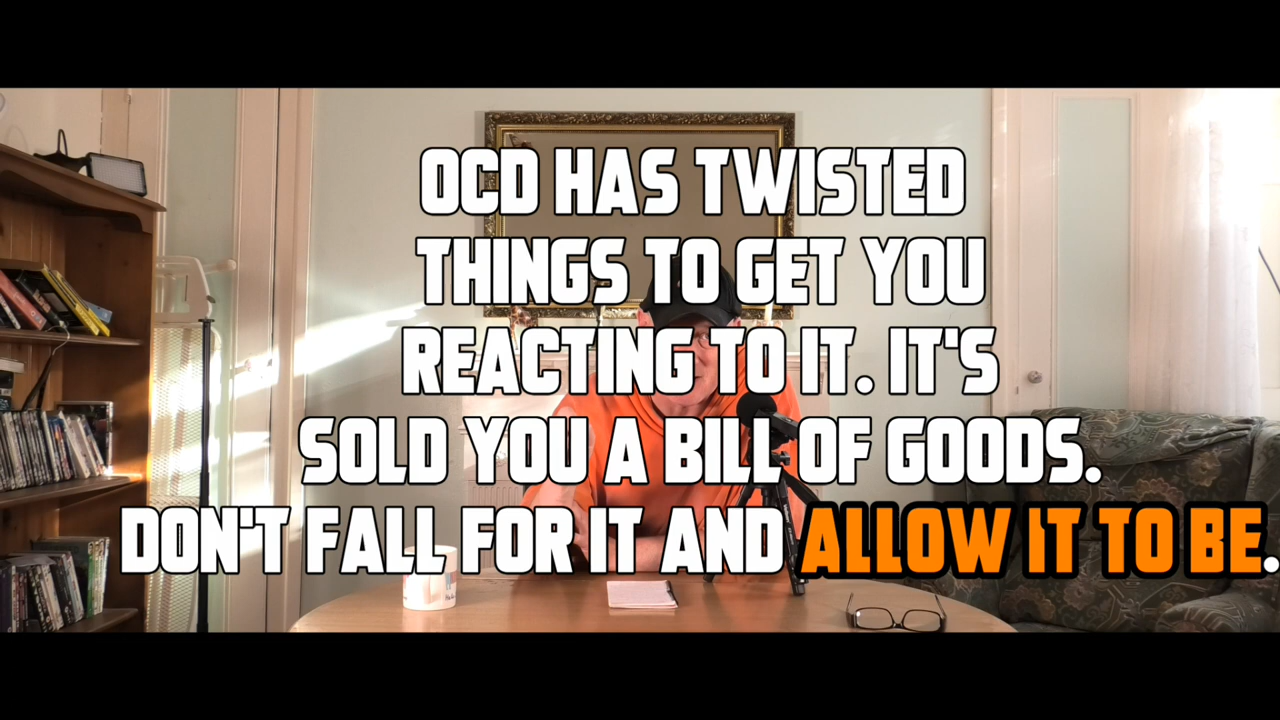 OCD HAS TWISTED
THINGS TO GET YOU
REACTING TO IT. IT'S
SOLD YOU A BILL OF GOODS.
DON'T FALL FOR IT AND ALLOW IT TO BE.